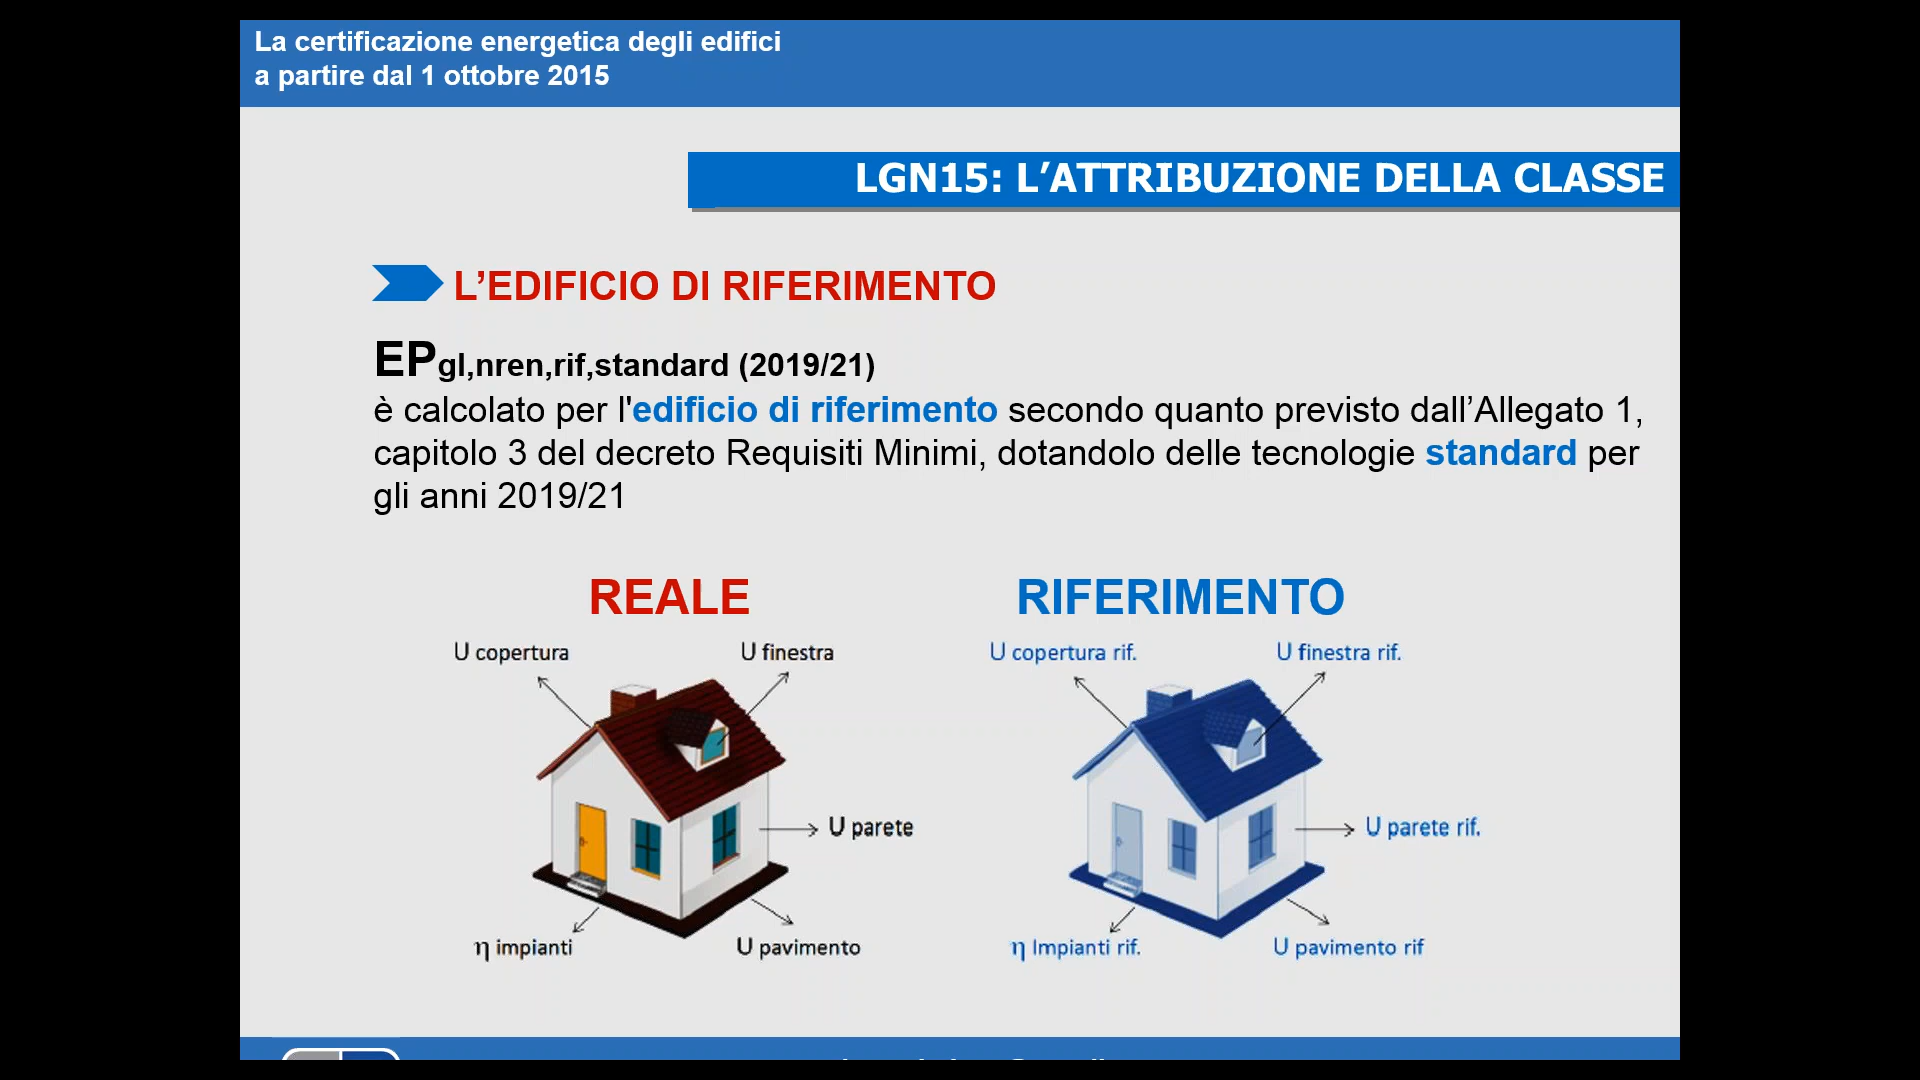 La certificazione energetica degli edifici
a partire dal 1 ottobre 2015
LGN15: L’ATTRIBUZIONE DELLA CLASSE
L’EDIFICIO DI RIFERIMENTO
EPgl,nren,rif,standard (2019/21)
è calcolato per l'edificio di riferimento secondo quanto previsto dall’Allegato 1,
capitolo 3 del decreto Requisiti Minimi, dotandolo delle tecnologie standard per
gli anni 2019/21
REALE
U copertura
U finestra
U parete
η impianti
U pavimento
RIFERIMENTO
U copertura rif.
U finestra rif.
U parete rif.
η Impianti rif.
U pavimento rif